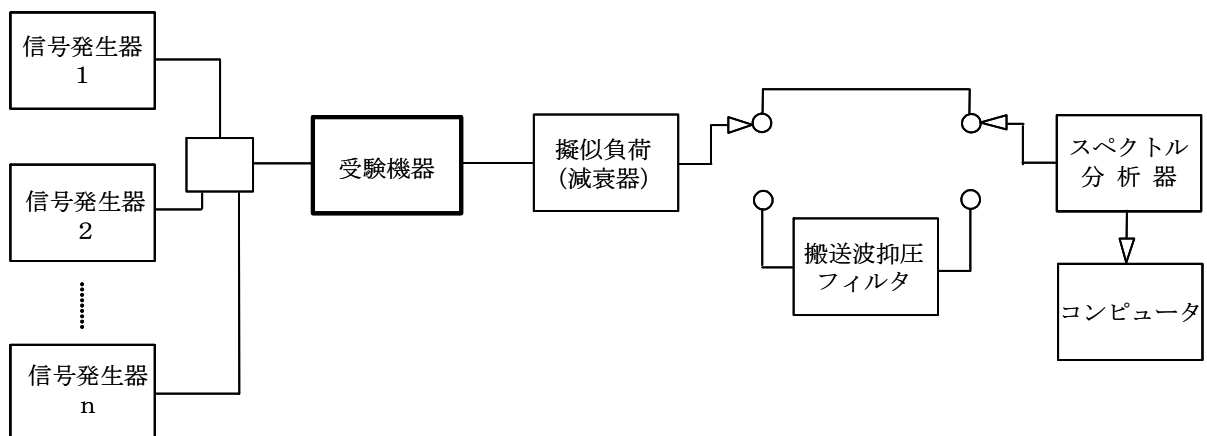 信号発生器
1
信号発生器
2
信号発生器
n
受験機器
擬似負荷
(減衰器)
搬送波抑圧
フィルタ
スペクトル
分 析 器
コンピュータ